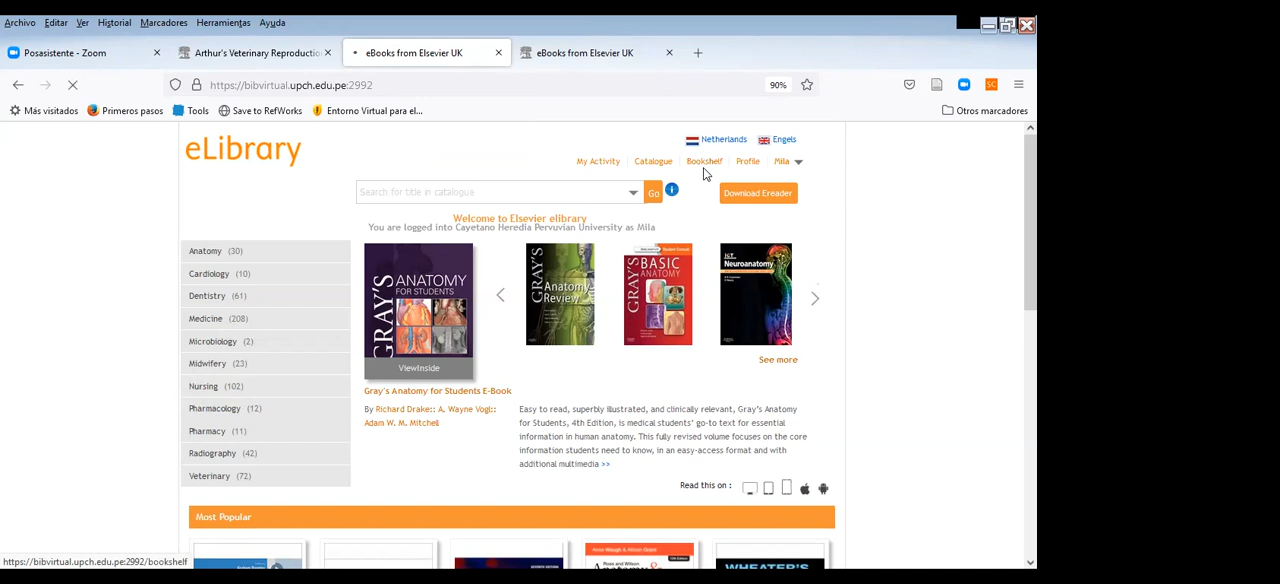 Archivo Editar Ver Historial Marcadores Herramientas Ayuda
Posasistente - Zoom
Arthur's Veterinary Reproductio
eBooks from Elsevier UK
eBooks from Elsevier UK
https://bibvirtual.upch.edu.pe:2992
90%
Más visitados
Primeros pasos
Tools
Save to RefWorks
Entorno Virtual para el...
Otros marcadores
eLibrary
Netherlands
Engels
My Activity
Catalogue
Bookshelf
Profile
Mila
Search for title in catalogue
Go
Download Ereader
Welcome to Elsevier elibrary
You are logged into Cayetano Heredia Pervuvian University as Mila
Anatomy (30)
Cardiology (10)
Dentistry (61)
Medicine (208)
Microbiology (2)
Midwifery (23)
Nursing (102)
Pharmacology (12)
Pharmacy (11)
Radiography (42)
Veterinary (72)
GRAY'S
ANATOMY
FOR STUDENTS
ViewInside
GRAY'S
Anatomy
Review
GRAY'S
BASIC
ANATOMY
Neuroanatomy
See more
Gray's Anatomy for Students E-Book
By Richard Drake:: A. Wayne Vogl::
Adam W. M. Mitchell
Easy to read, superbly illustrated, and clinically relevant, Gray's Anatomy
for Students, 4th Edition, is medical students' go-to text for essential
information in human anatomy. This fully revised volume focuses on the core
information students need to know, in an easy-access format and with
additional multimedia >>
Read this on :
Most Popular
Anne Waugh & Allison Grant
Ross and Wilson
WHEATER'S
https://bibvirtual.upch.edu.pe:2992/bookshelf